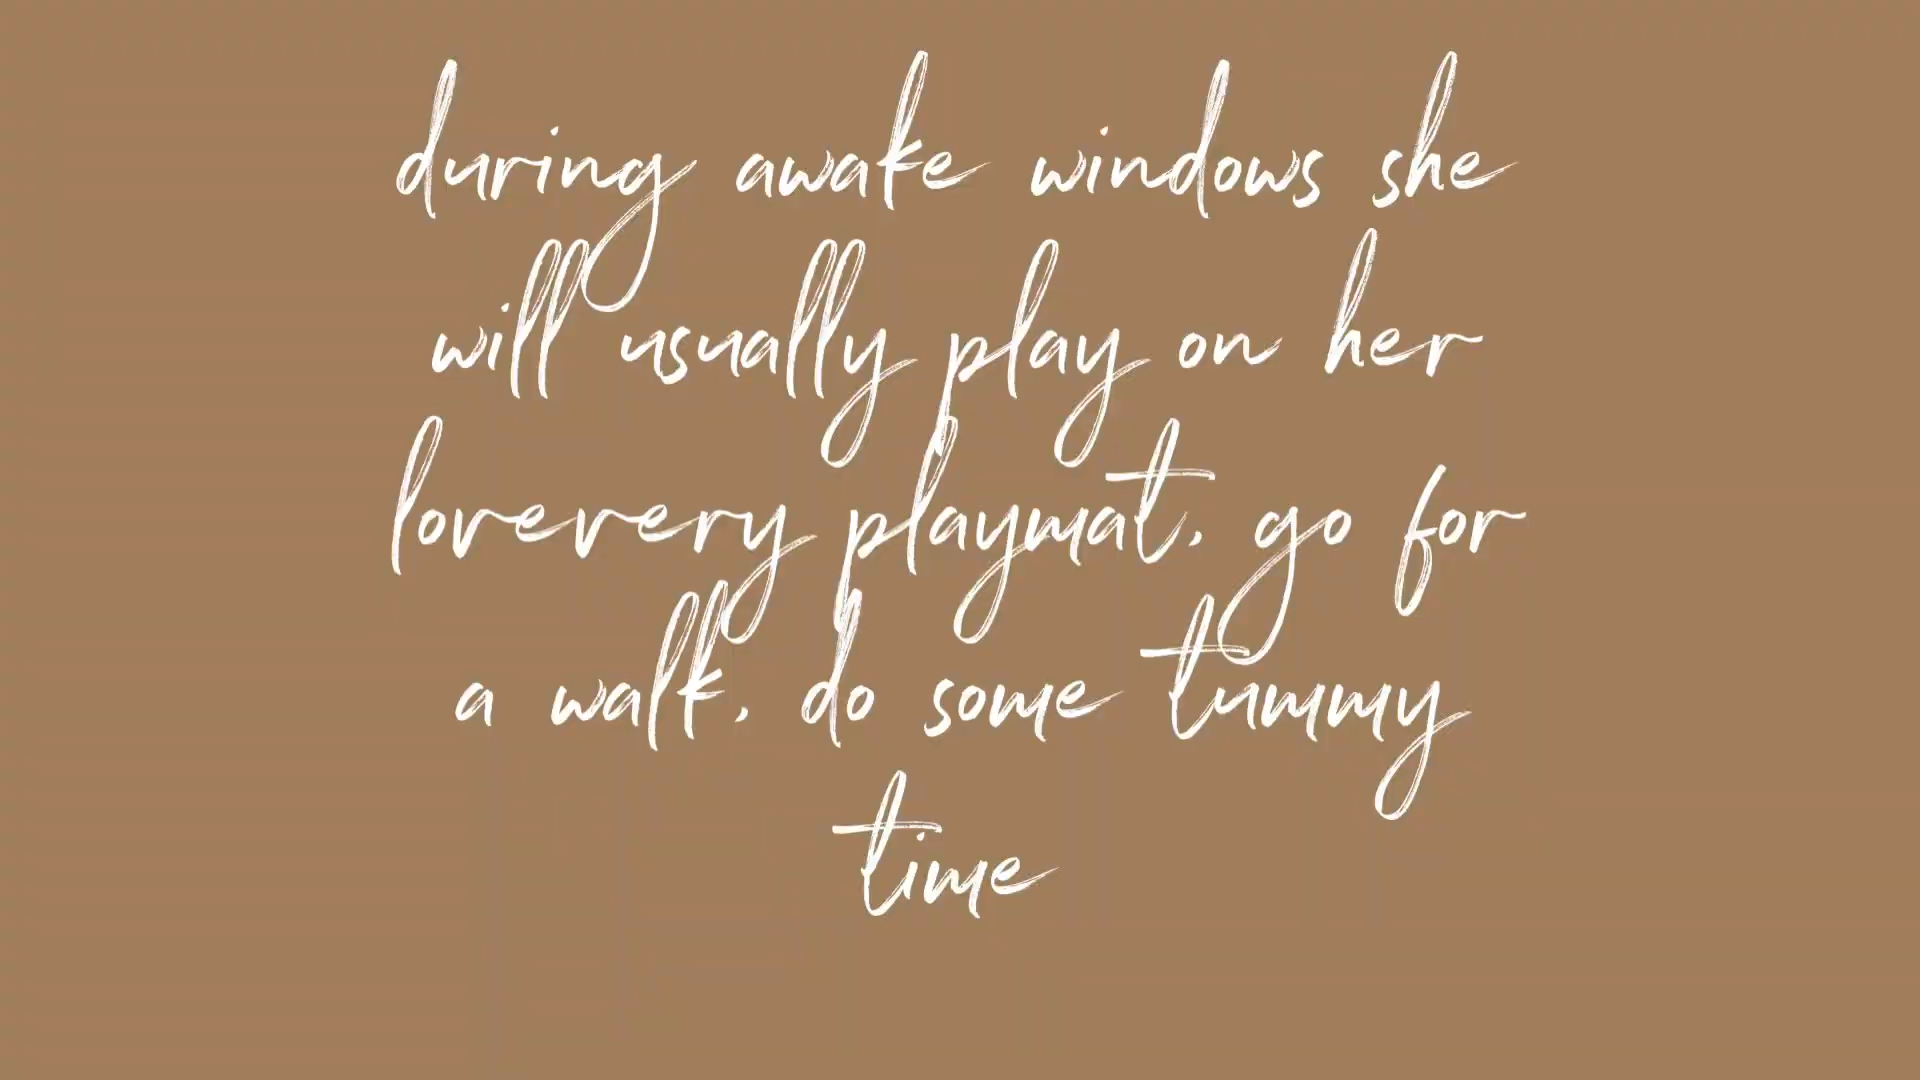 during awake windows she
will usually play on her
lovevery playmat, go for
a walk, do some tummy
time